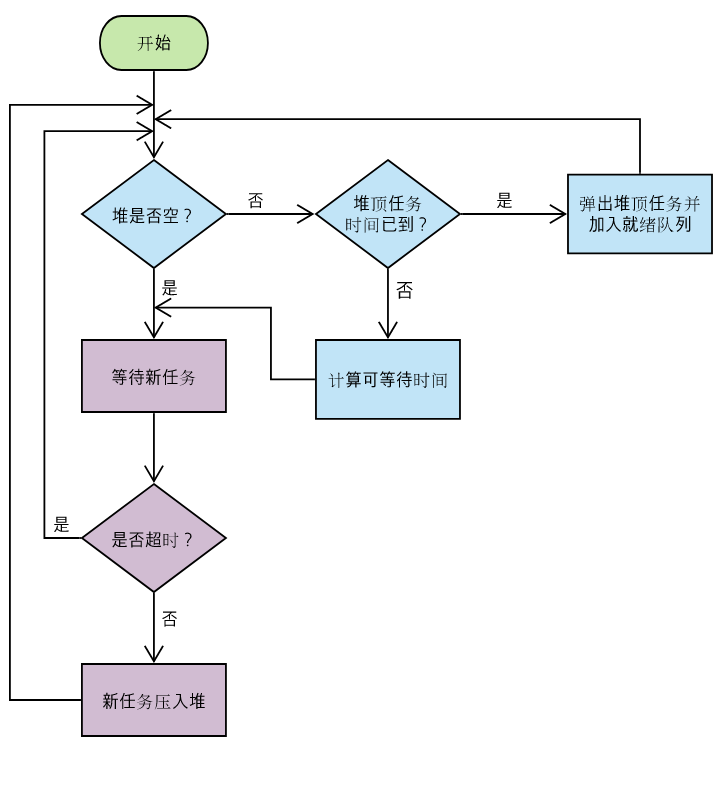 开始
堆是否空？
否
堆顶任务
时间已到？
是
弹出堆顶任务并
加入就绪队列
是
否
等待新任务
计算可等待时间
是
是否超时？
否
新任务压入堆